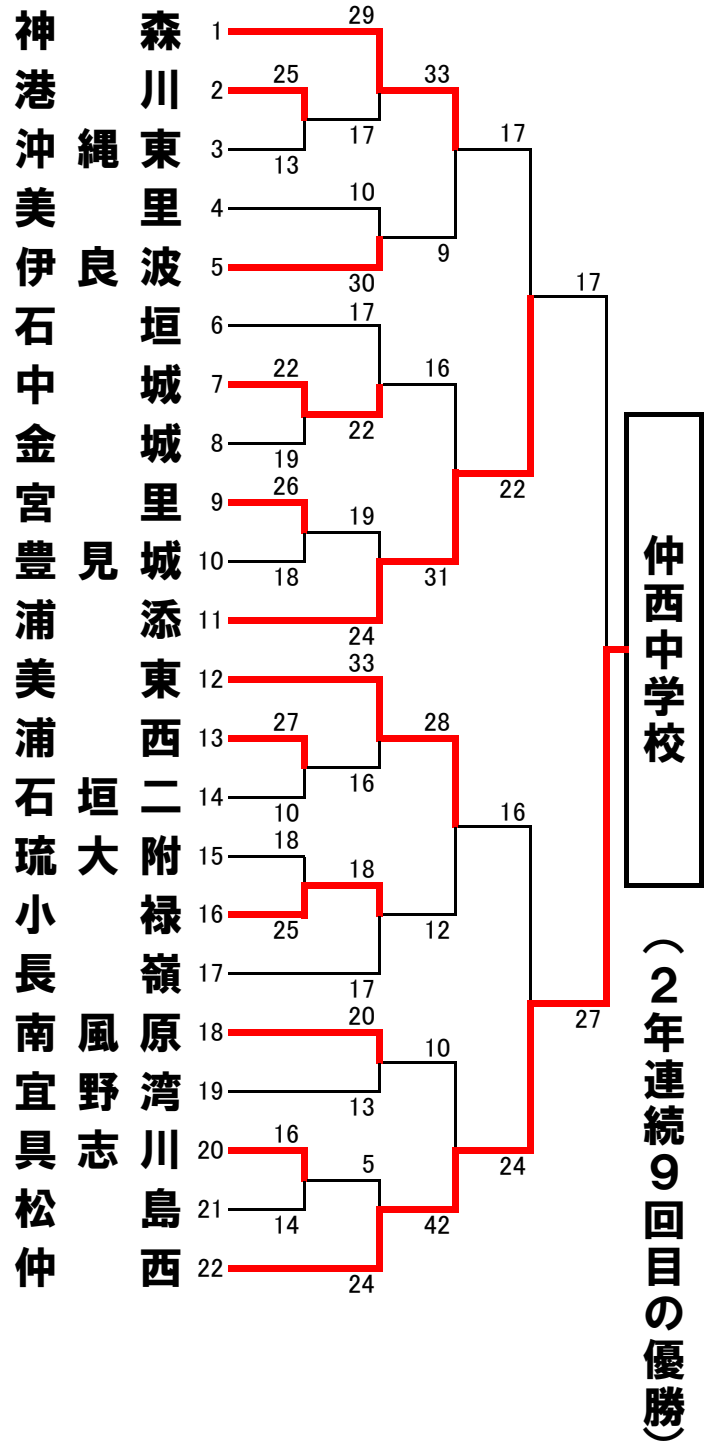 29
神森 1
港川 2 25 33
17 17
沖縄東 3 13
美里 4 10
9
伊良波 5 30 17
石垣 6 17
中城 7 22 16
金城 8 19 22 22
宮里 9 26 19
豊見城 10 18 31
浦添 11 24
美東 12 33
浦西 13 27 28
石垣二 14 10 16 16
琉大附 15 18 18
小禄 16 25 12
長嶺 17 17
南風原 18 20 10 27
宜野湾 19 13
具志川 20 16 5 24
松島 21 14 42
仲西 22 24
仲西中学校
(2年連続9回目の優勝)